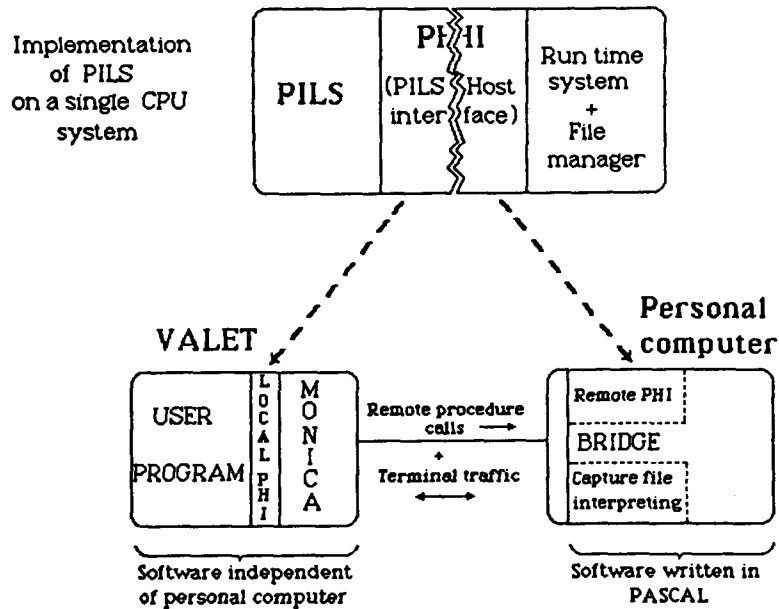 Implementation
of PILS
on a single CPU
system
PILS
PHI
(PILS Host
inter face)
Run time
system
+
File
manager
VALET
Personal
computer
USER
PROGRAM
LOCAL PHI
MONICA
Remote procedure
calls →
+
Terminal traffic
↔
Remote PHI
BRIDGE
Capture file
interpreting
Software independent
of personal computer
Software written in
PASCAL